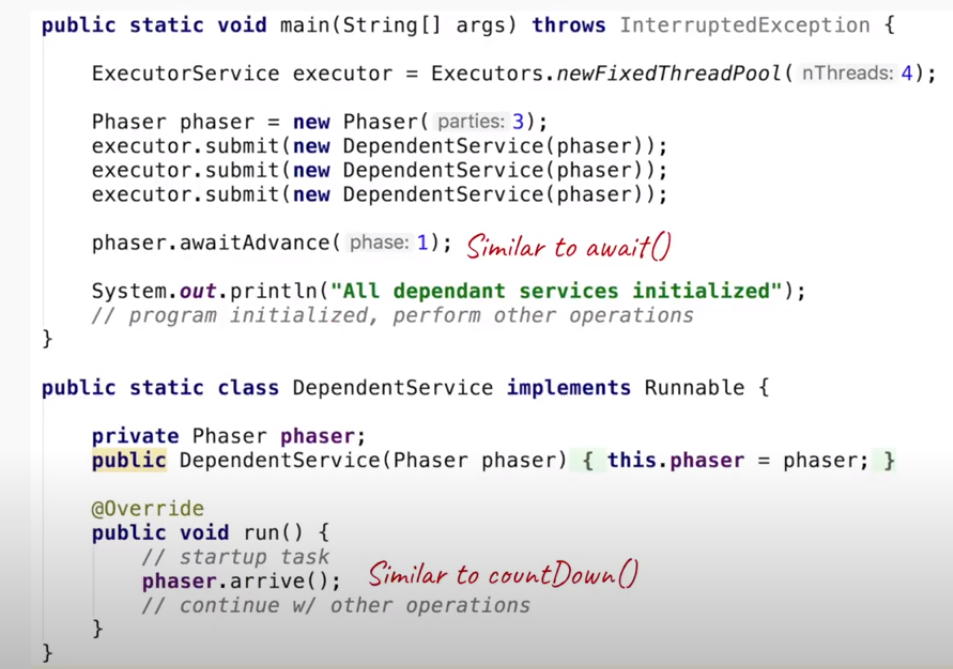 public static void main(String[] args) throws InterruptedException {
ExecutorService executor = Executors.newFixedThreadPool( nThreads: 4);
Phaser phaser = new Phaser( parties: 3);
executor.submit(new DependentService(phaser));
executor.submit(new DependentService(phaser));
executor.submit(new DependentService(phaser));
phaser.awaitAdvance( phase: 1); Similar to await()
System.out.println("All dependant services initialized");
// program initialized, perform other operations
}
public static class DependentService implements Runnable {
private Phaser phaser;
public DependentService(Phaser phaser) { this.phaser = phaser; }
@Override
public void run() {
// startup task
phaser.arrive(); Similar to countDown()
// continue w/ other operations
}
}